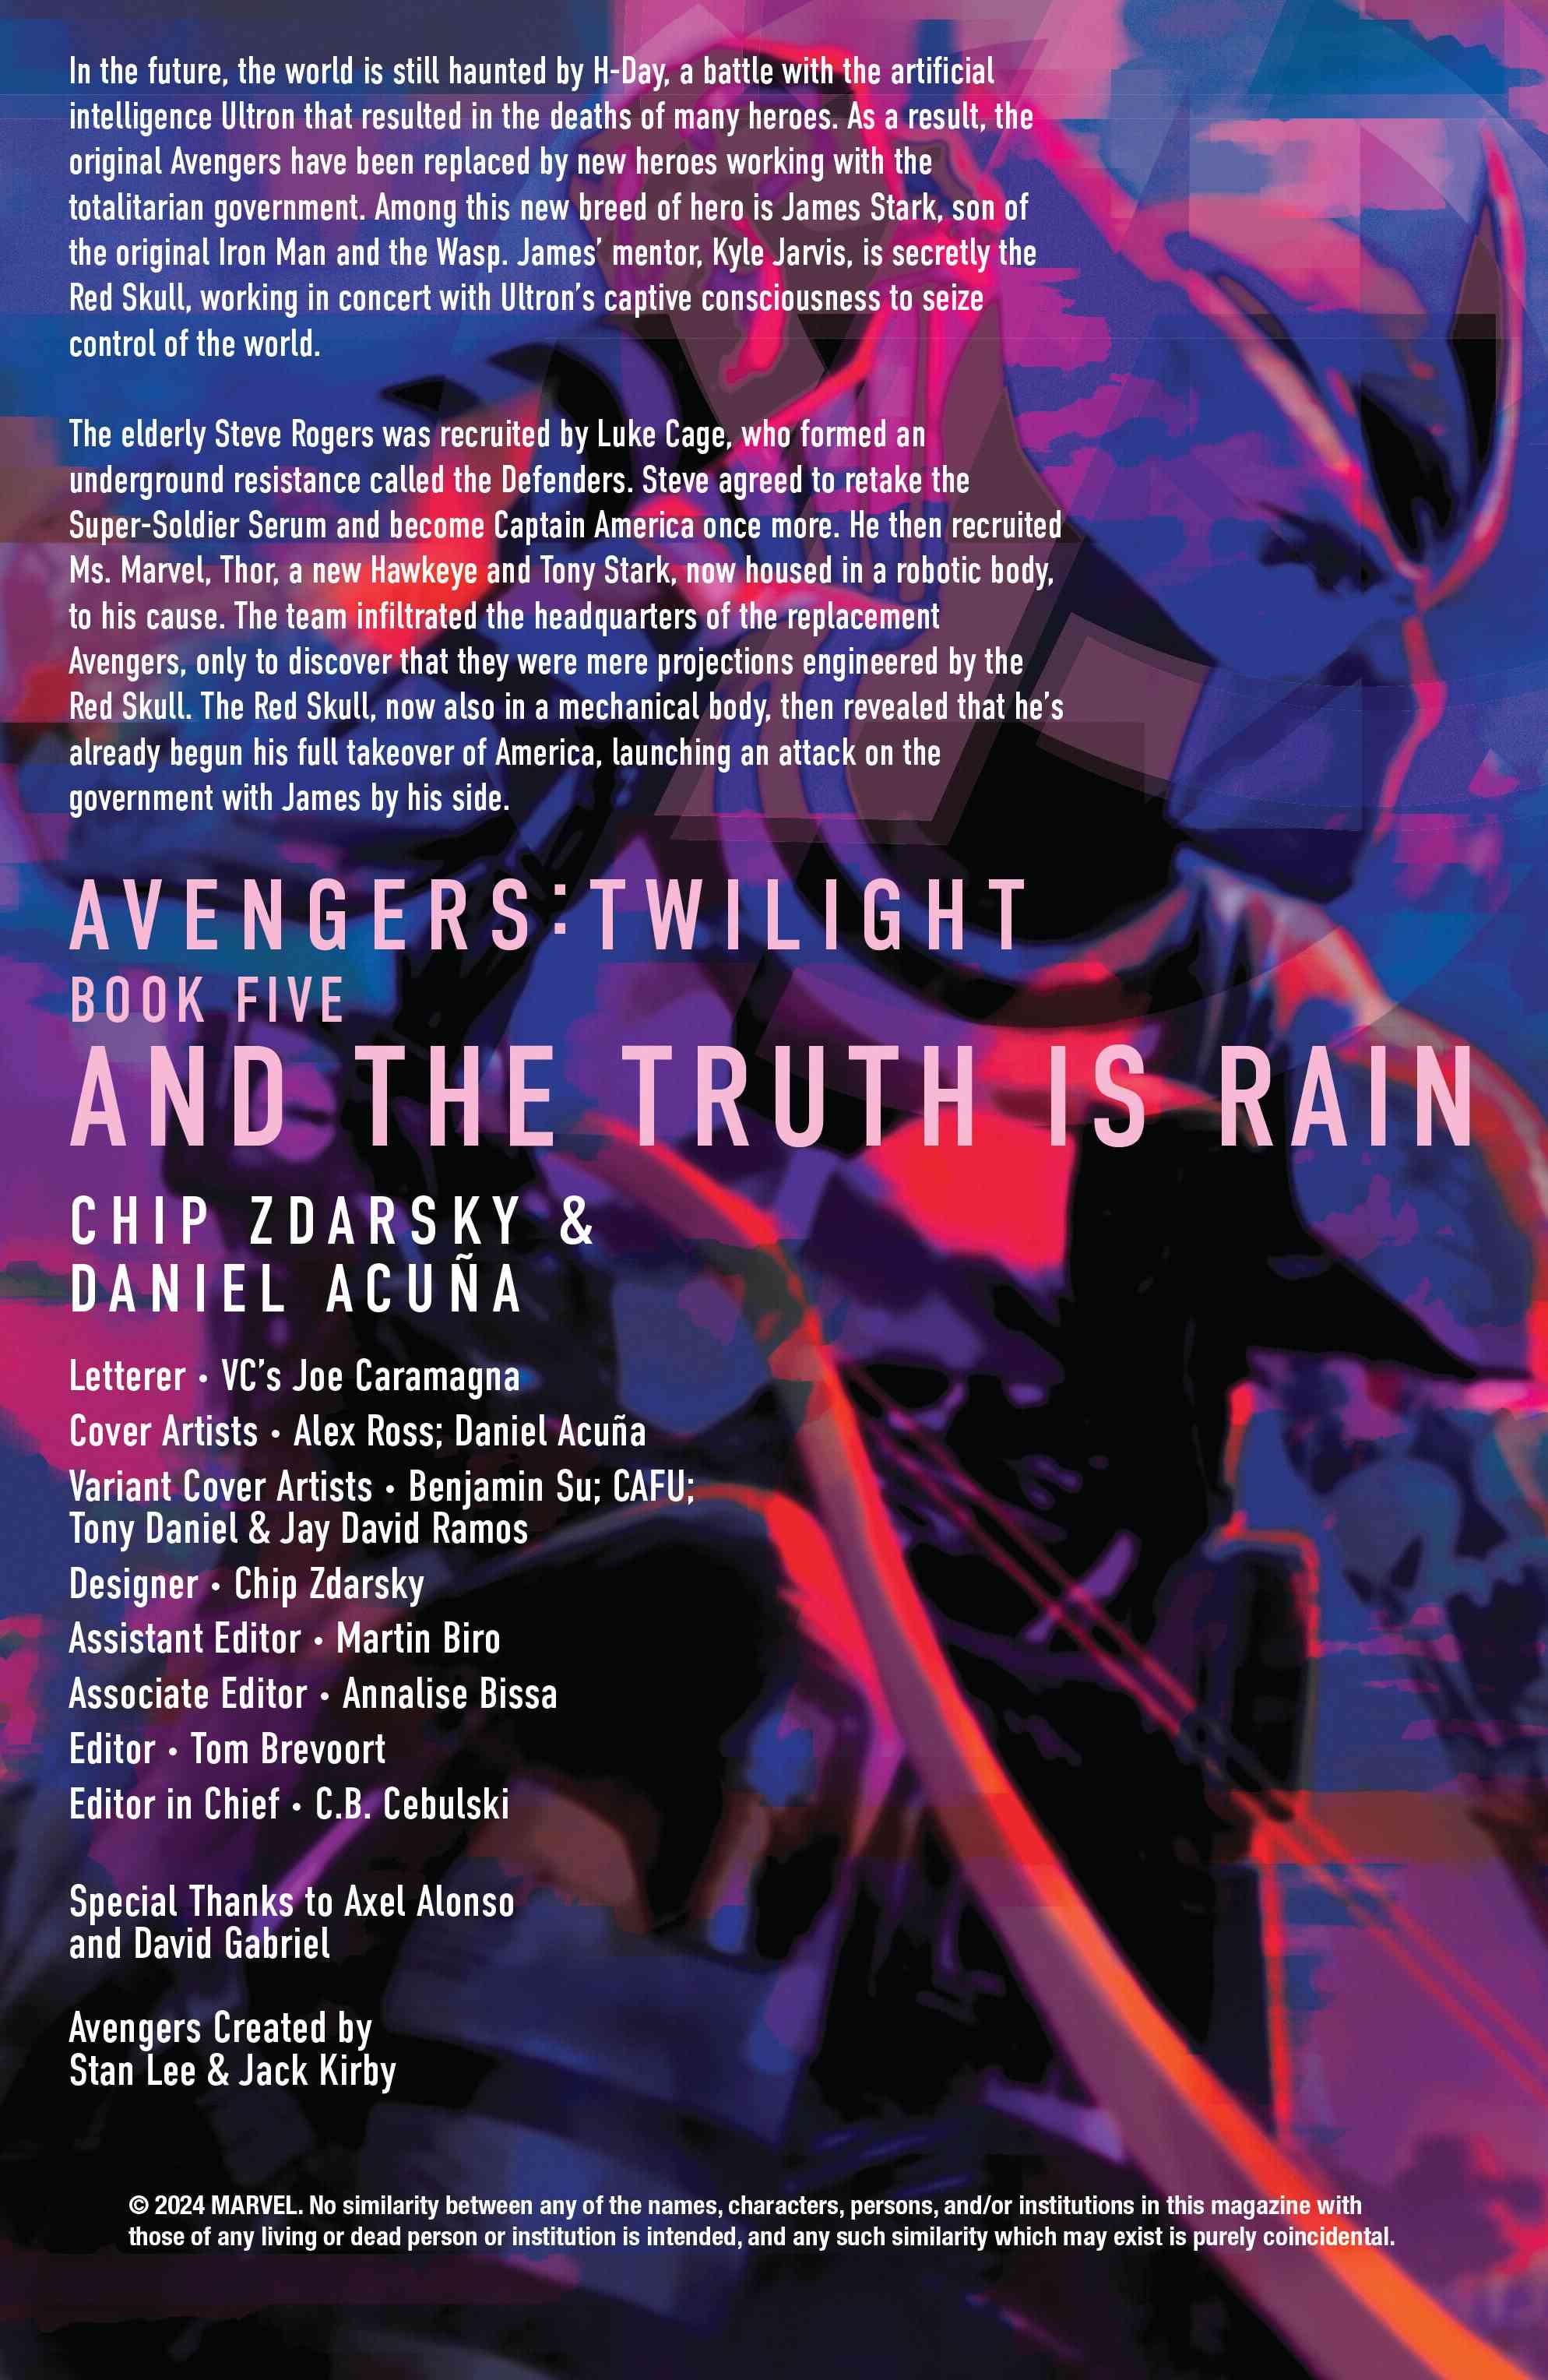 In the future, the world is still haunted by H-Day, a battle with the artificial
intelligence Ultron that resulted in the deaths of many heroes. As a result, the
original Avengers have been replaced by new heroes working with the
totalitarian government. Among this new breed of hero is James Stark, son of
the original Iron Man and the Wasp. James’ mentor, Kyle Jarvis, is secretly the
Red Skull, working in concert with Ultron’s captive consciousness to seize
control of the world.
The elderly Steve Rogers was recruited by Luke Cage, who formed an
underground resistance called the Defenders. Steve agreed to retake the
Super-Soldier Serum and become Captain America once more. He then recruited
Ms. Marvel, Thor, a new Hawkeye and Tony Stark, now housed in a robotic body,
to his cause. The team infiltrated the headquarters of the replacement
Avengers, only to discover that they were mere projections engineered by the
Red Skull. The Red Skull, now also in a mechanical body, then revealed that he’s
already begun his full takeover of America, launching an attack on the
government with James by his side.
AVENGERS:TWILIGHT
BOOK FIVE
AND THE TRUTH IS RAIN
CHIP ZDARSKY &
DANIEL ACUÑA
Letterer • VC’s Joe Caramagna
Cover Artists • Alex Ross; Daniel Acuña
Variant Cover Artists • Benjamin Su; CAFU;
Tony Daniel & Jay David Ramos
Designer • Chip Zdarsky
Assistant Editor • Martin Biro
Associate Editor • Annalise Bissa
Editor • Tom Brevoort
Editor in Chief • C.B. Cebulski
Special Thanks to Axel Alonso
and David Gabriel
Avengers Created by
Stan Lee & Jack Kirby
© 2024 MARVEL. No similarity between any of the names, characters, persons, and/or institutions in this magazine with
those of any living or dead person or institution is intended, and any such similarity which may exist is purely coincidental.